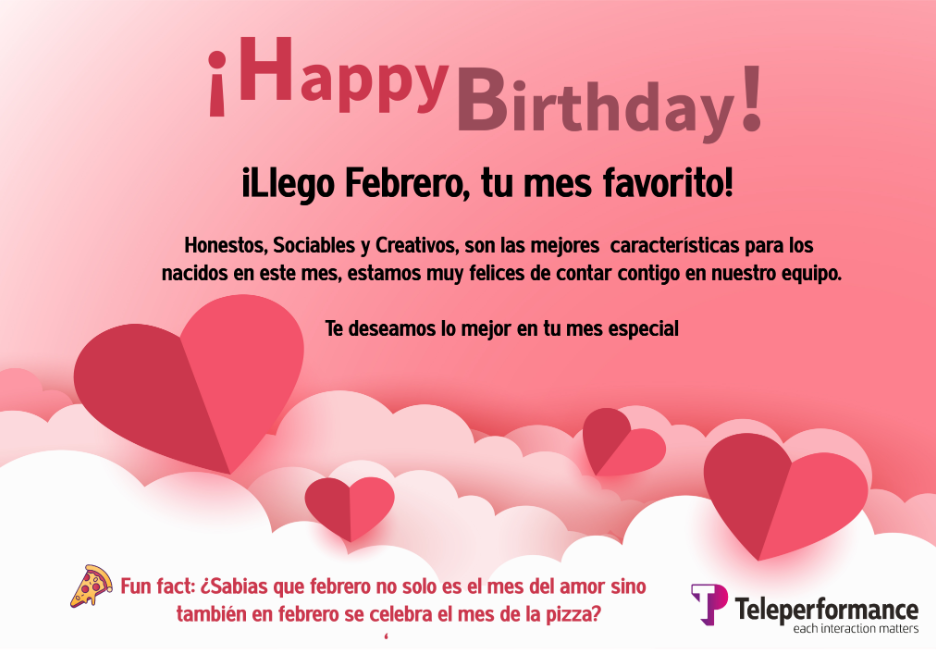 ¡Happy Birthday!
¡Llego Febrero, tu mes favorito!
Honestos, Sociables y Creativos, son las mejores características para los
nacidos en este mes, estamos muy felices de contar contigo en nuestro equipo.
Te deseamos lo mejor en tu mes especial
Fun fact: ¿Sabias que febrero no solo es el mes del amor sino
también en febrero se celebra el mes de la pizza?
‘
Teleperformance
each interaction matters